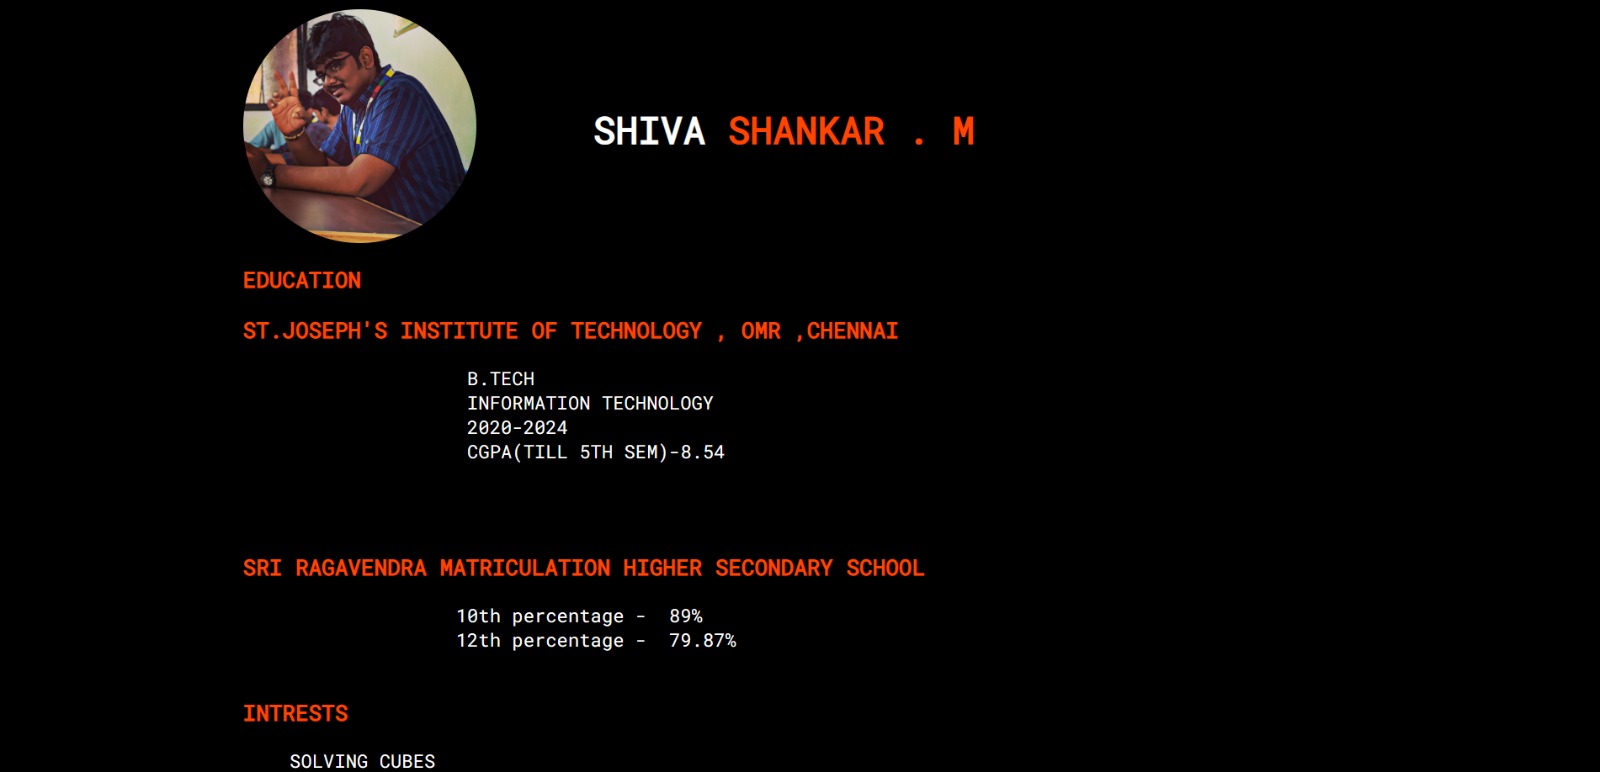 SHIVA SHANKAR . M
EDUCATION
ST.JOSEPH'S INSTITUTE OF TECHNOLOGY , OMR ,CHENNAI
B.TECH
INFORMATION TECHNOLOGY
2020-2024
CGPA(TILL 5TH SEM)-8.54
SRI RAGAVENDRA MATRICULATION HIGHER SECONDARY SCHOOL
10th percentage - 89%
12th percentage - 79.87%
INTRESTS
SOLVING CUBES